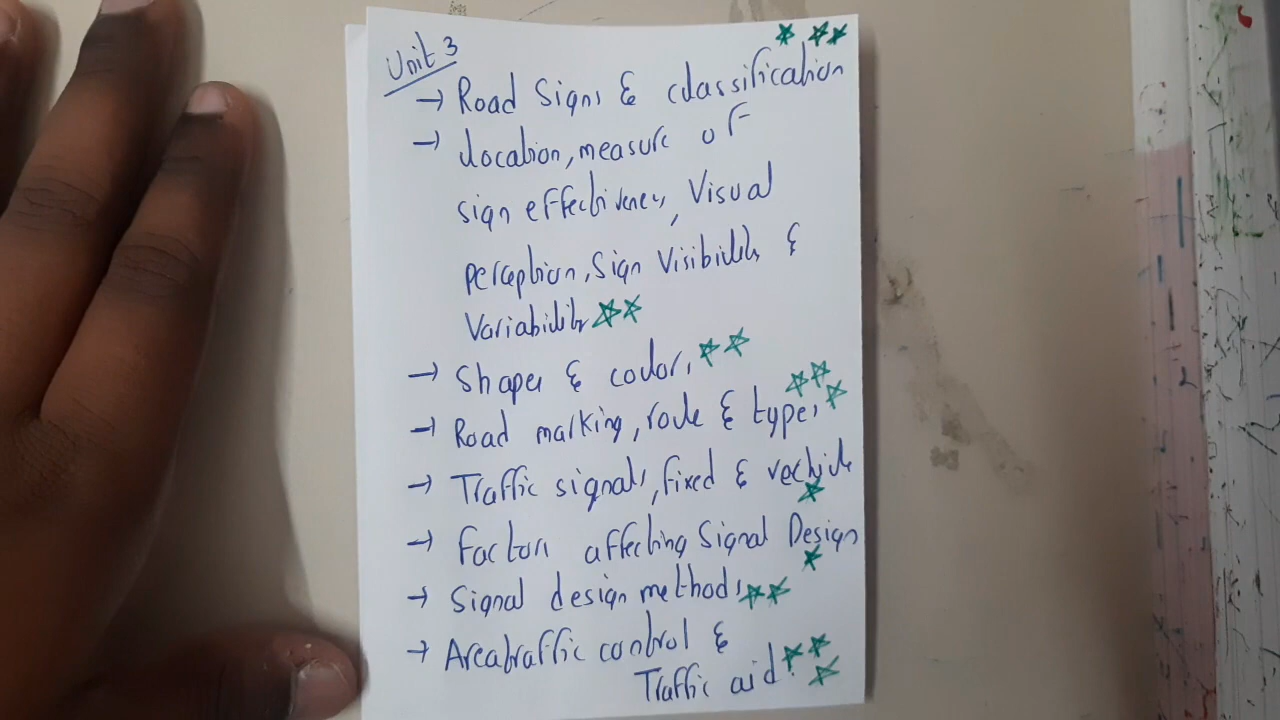 Unit 3
→ Road Signs & classification
→ location, measure of
sign effectiveness, Visual
perception, Sign Visibility &
Variability
→ Shapes & colors
→ Road marking, role & types
→ Traffic signals, fixed & vechicle
→ Factors affecting Signal Design
→ Signal design methods
→ Area traffic control &
Traffic aid.